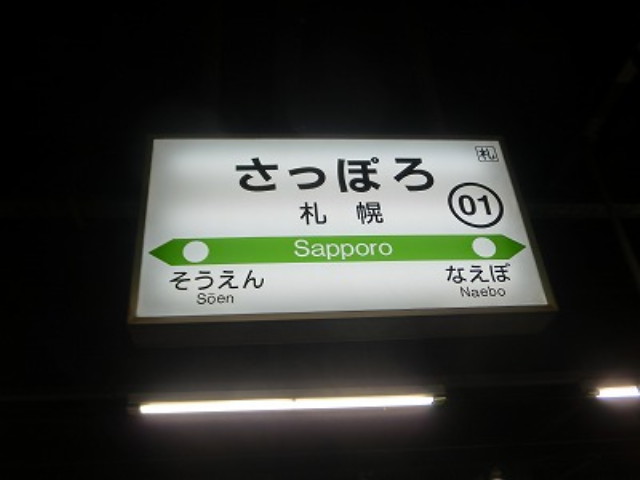 札
さっぽろ
札 幌
01
Sapporo
そうえん なえぼ
Sōen Naebo